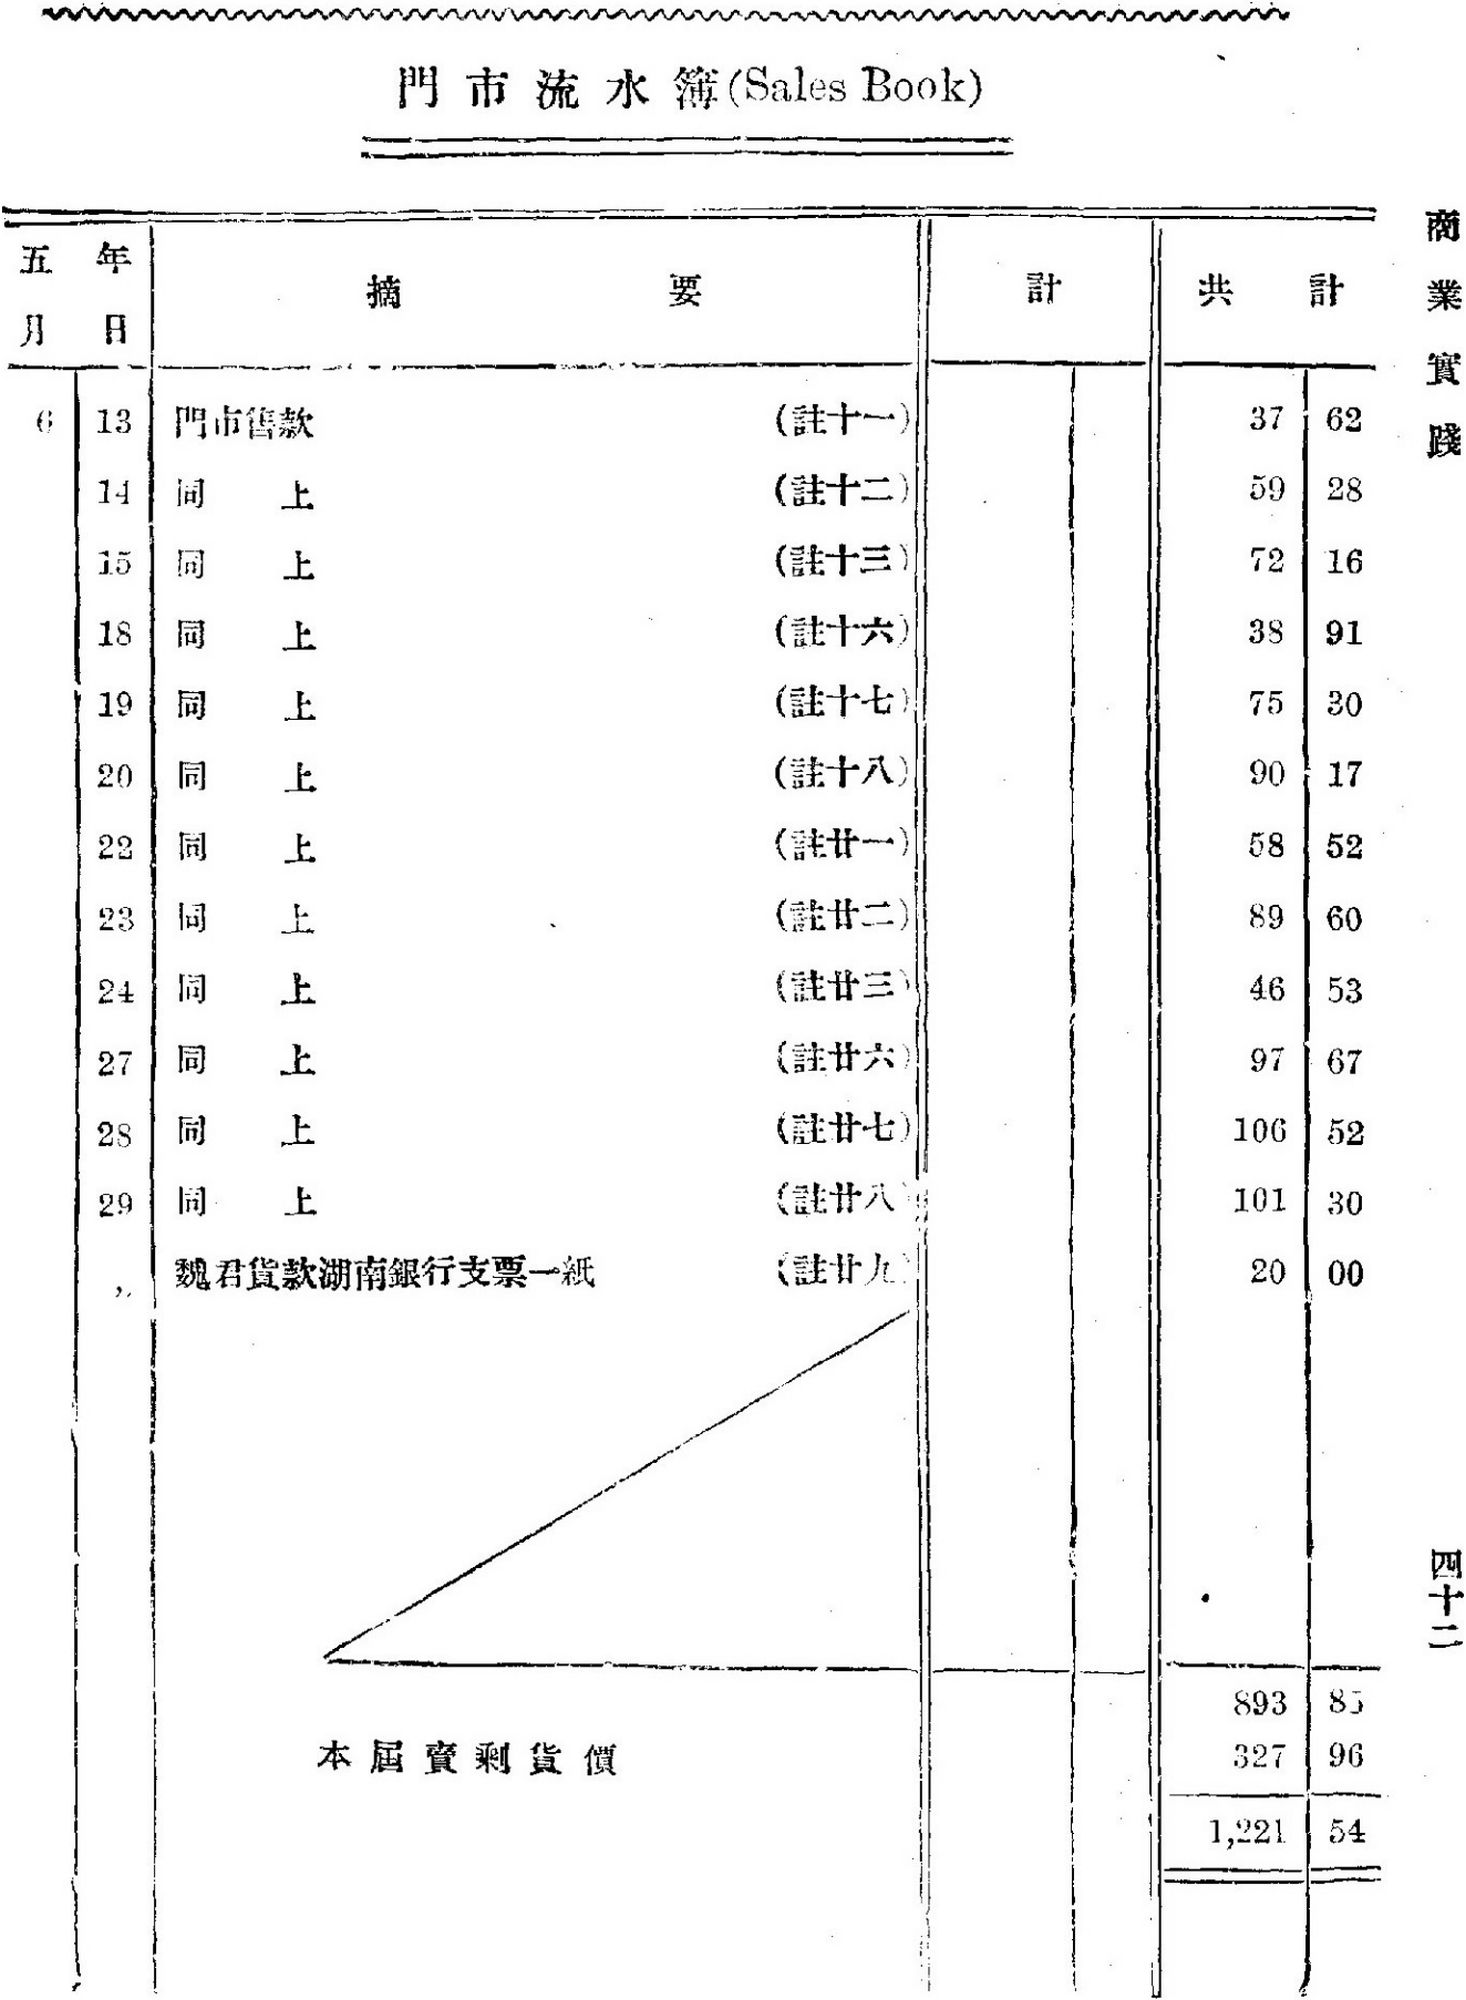 門市流水簿(Sales Book)
商業實踐
五年 摘要 計 共計
月日
6 13 門市售款 (註十一) 37 62
14 同上 (註十二) 59 28
15 同上 (註十三) 72 16
18 同上 (註十六) 38 91
19 同上 (註十七) 75 30
20 同上 (註十八) 90 17
22 同上 (註廿一) 58 52
23 同上 (註廿二) 89 60
24 同上 (註廿三) 46 53
27 同上 (註廿六) 97 67
28 同上 (註廿七) 106 52
29 同上 (註廿八) 101 30
,, 魏君貨款湖南銀行支票一紙 (註廿九) 20 00
893 85
本屆賣剩貨價 327 96
1,221 54
四十二